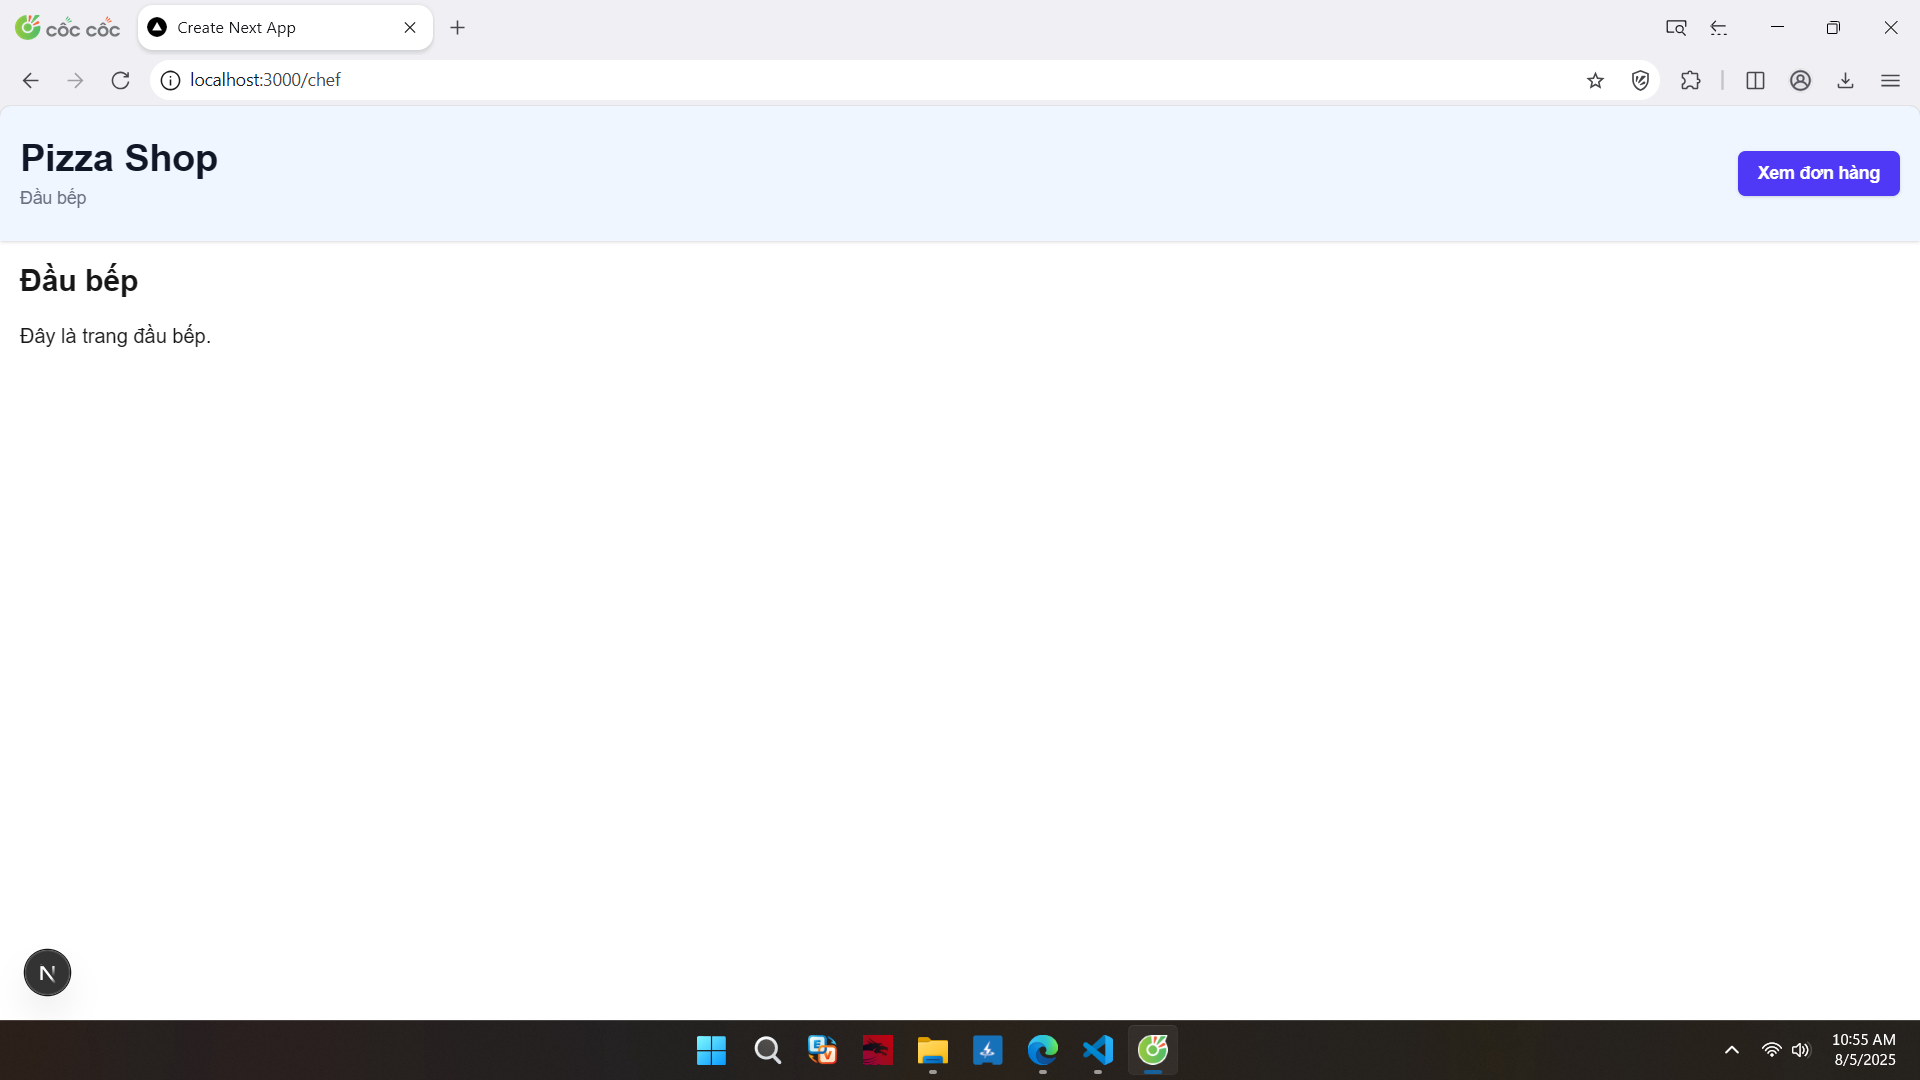 cốc cốc
Create Next App
localhost:3000/chef
Pizza Shop
Đầu bếp
Xem đơn hàng
Đầu bếp
Đây là trang đầu bếp.
N
10:55 AM
8/5/2025